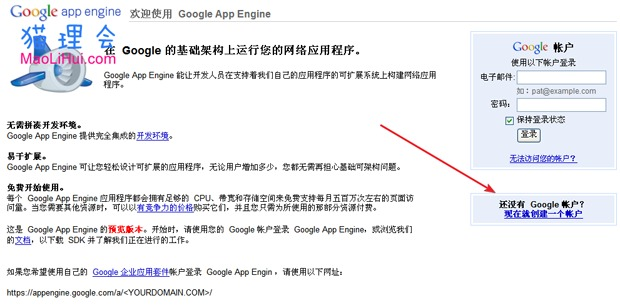 Google app engine 欢迎使用 Google App Engine
猫理会
MaoLiHui.com
在 Google 的基础架构上运行您的网络应用程序。
Google App Engine 能让开发人员在支持着我们自己的应用程序的可扩展系统上构建网络应用
程序。
无需拼凑开发环境。
Google App Engine 提供完全集成的开发环境。
易于扩展。
Google App Engine 可让您轻松设计可扩展的应用程序，无论用户增加多少，您都无需再担心基础可架构问题。
免费开始使用。
每个 Google App Engine 应用程序都会拥有足够的 CPU、带宽和存储空间来免费支持每月五百万次左右的页面访
问量。当您需要其他资源时，可以以有竞争力的价格购买它们，并且您只需为所使用的那部分资源付费。
这是 Google App Engine 的预览版本。开始时，请使用您的 Google 帐户登录 Google App Engine，或浏览我们
的文档，以下载 SDK 并了解我们正在进行的工作。
如果您希望使用自己的 Google 企业应用套件帐户登录 Google App Engin，请使用以下网址：
https://appengine.google.com/a/<YOURDOMAIN.COM>/
Google 帐户
使用以下帐户登录
电子邮件:
如：pat@example.com
密码:
保持登录状态
登录
无法访问您的帐户？
还没有 Google 帐户？
现在就创建一个帐户